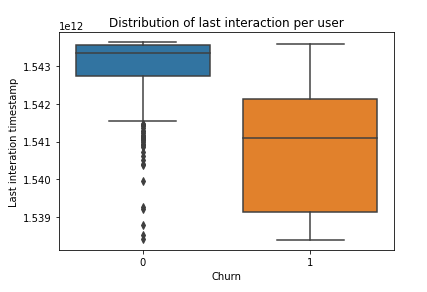 Distribution of last interaction per user
1e12
1.543
1.542
1.541
1.540
1.539
Last interation timestamp
0
1
Churn